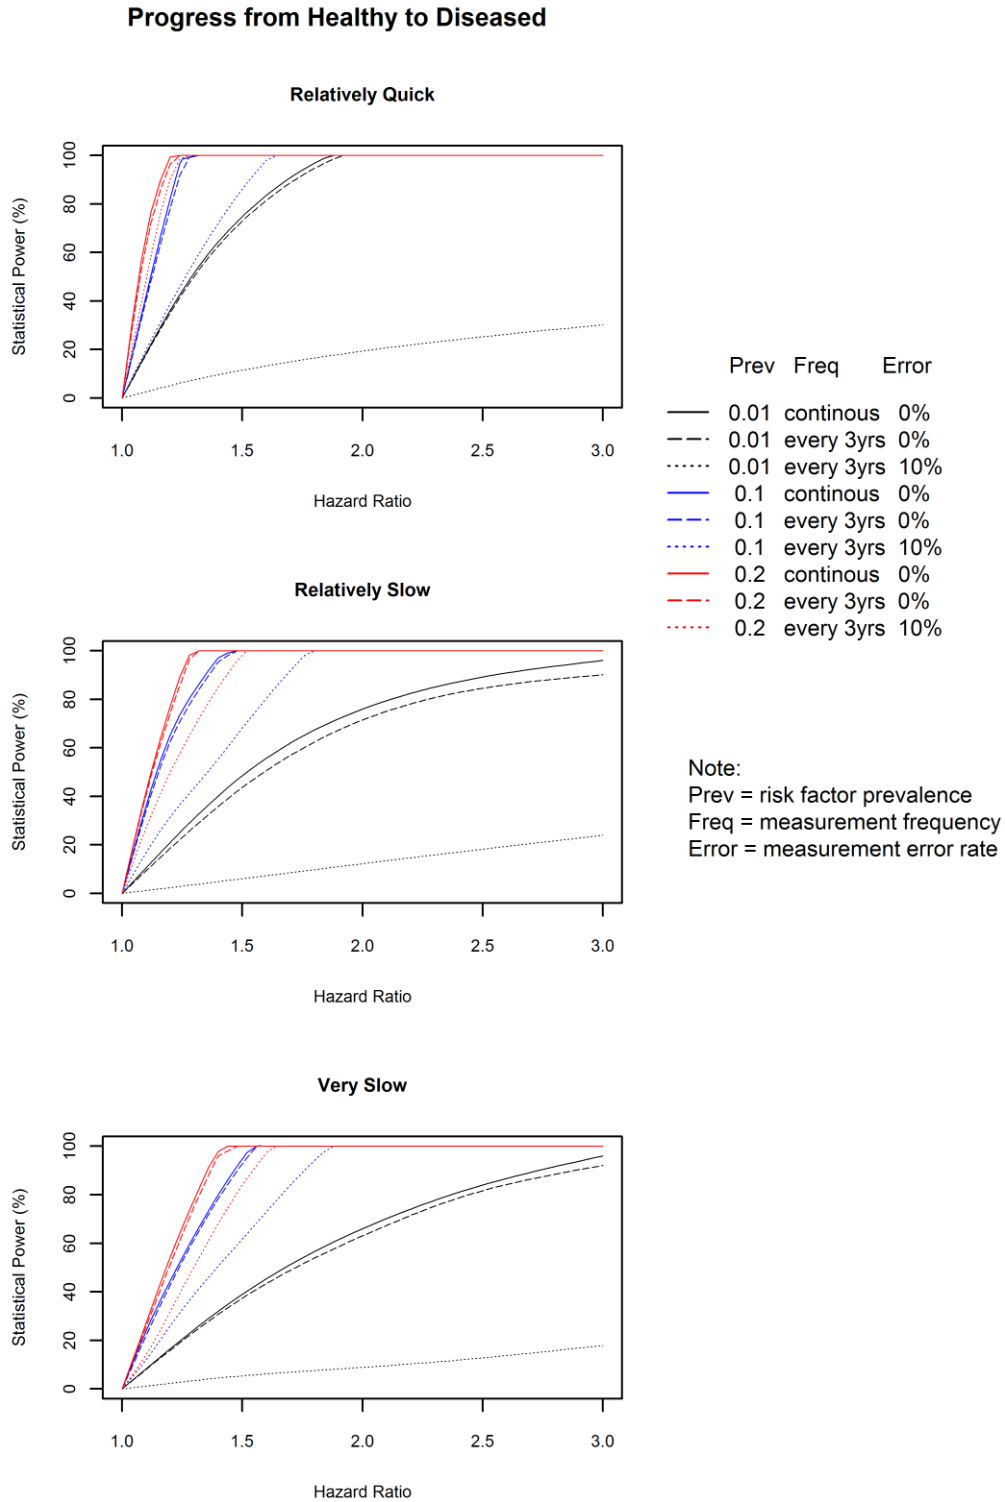 Progress from Healthy to Diseased
Relatively Quick
Statistical Power (%)
100
80
60
40
20
0
1.0 1.5 2.0 2.5 3.0
Hazard Ratio
Prev Freq Error
0.01 continous 0%
0.01 every 3yrs 0%
0.01 every 3yrs 10%
0.1 continous 0%
0.1 every 3yrs 0%
0.1 every 3yrs 10%
0.2 continous 0%
0.2 every 3yrs 0%
0.2 every 3yrs 10%
Relatively Slow
Statistical Power (%)
100
80
60
40
20
0
1.0 1.5 2.0 2.5 3.0
Hazard Ratio
Note:
Prev = risk factor prevalence
Freq = measurement frequency
Error = measurement error rate
Very Slow
Statistical Power (%)
100
80
60
40
20
0
1.0 1.5 2.0 2.5 3.0
Hazard Ratio